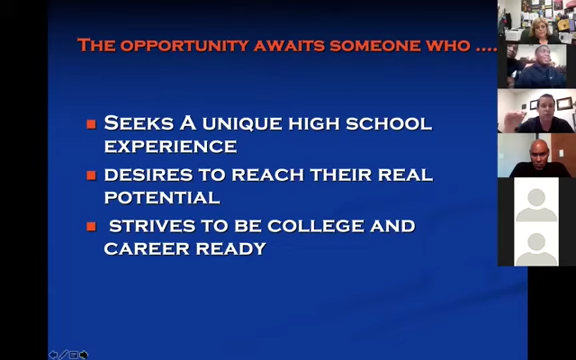 The opportunity awaits someone who ....
Seeks A unique high school
experience
desires to reach their real
potential
strives to be college and
career ready